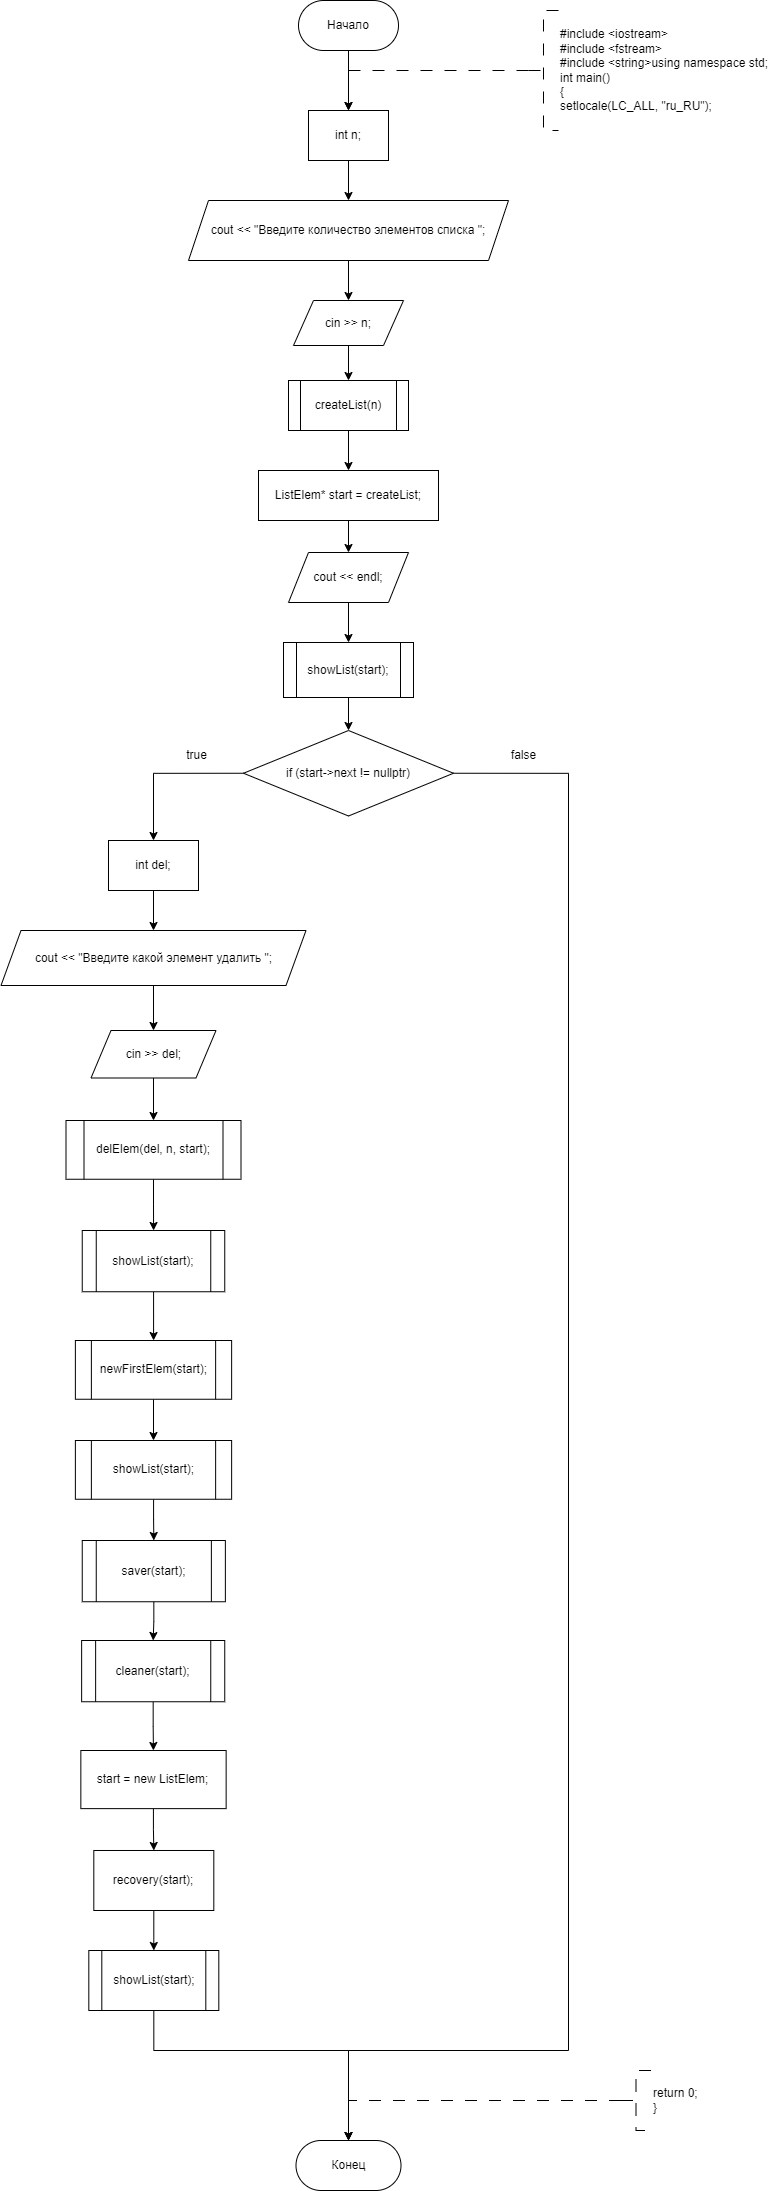 Начало
#include <iostream>
#include <fstream>
#include <string>using namespace std;
int main()
{
setlocale(LC_ALL, "ru_RU");
int n;
cout << "Введите количество элементов списка ";
cin >> n;
createList(n)
ListElem* start = createList;
cout << endl;
showList(start);
if (start->next != nullptr)
true
false
int del;
cout << "Введите какой элемент удалить ";
cin >> del;
delElem(del, n, start);
showList(start);
newFirstElem(start);
showList(start);
saver(start);
cleaner(start);
start = new ListElem;
recovery(start);
showList(start);
return 0;
}
Конец